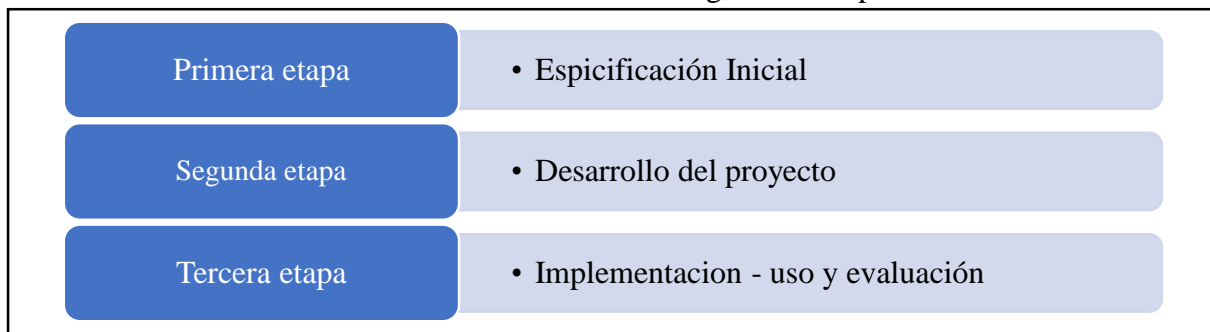 Primera etapa
• Espicificación Inicial
Segunda etapa
• Desarrollo del proyecto
Tercera etapa
• Implementacion - uso y evaluación